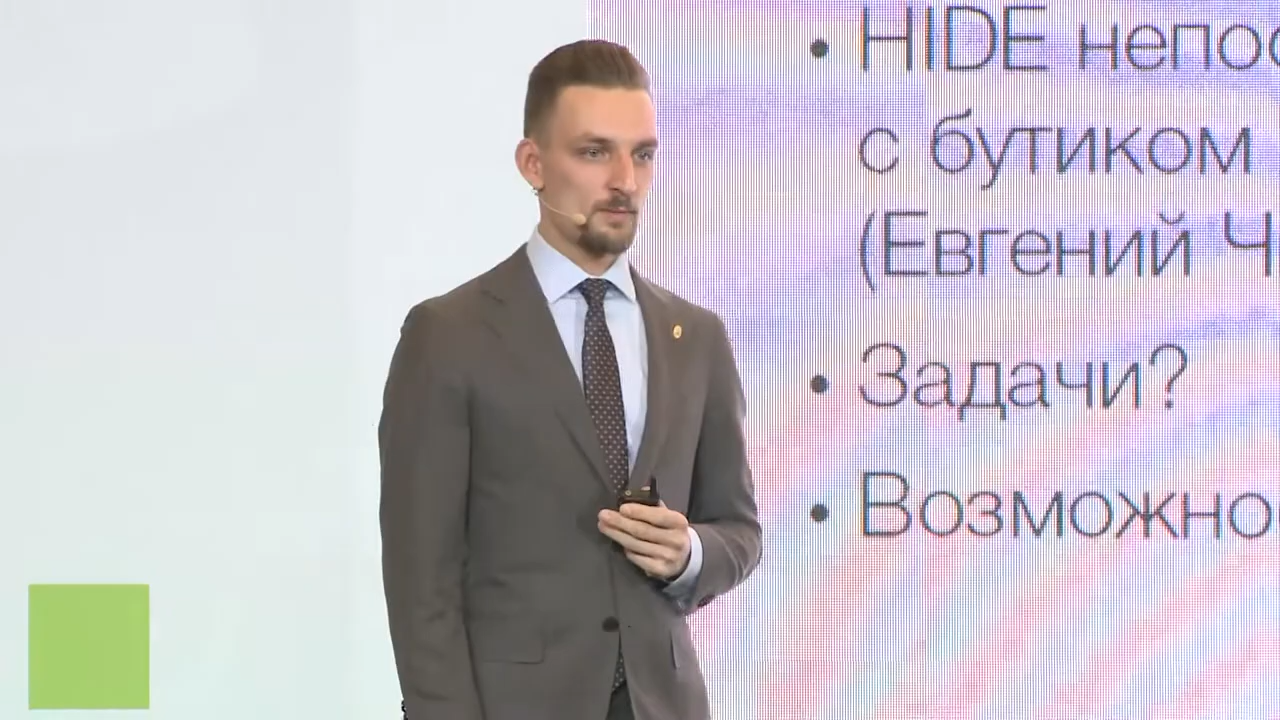 • HIDE непос
с бутиком
(Евгений Ч
• Задачи?
• Возможно